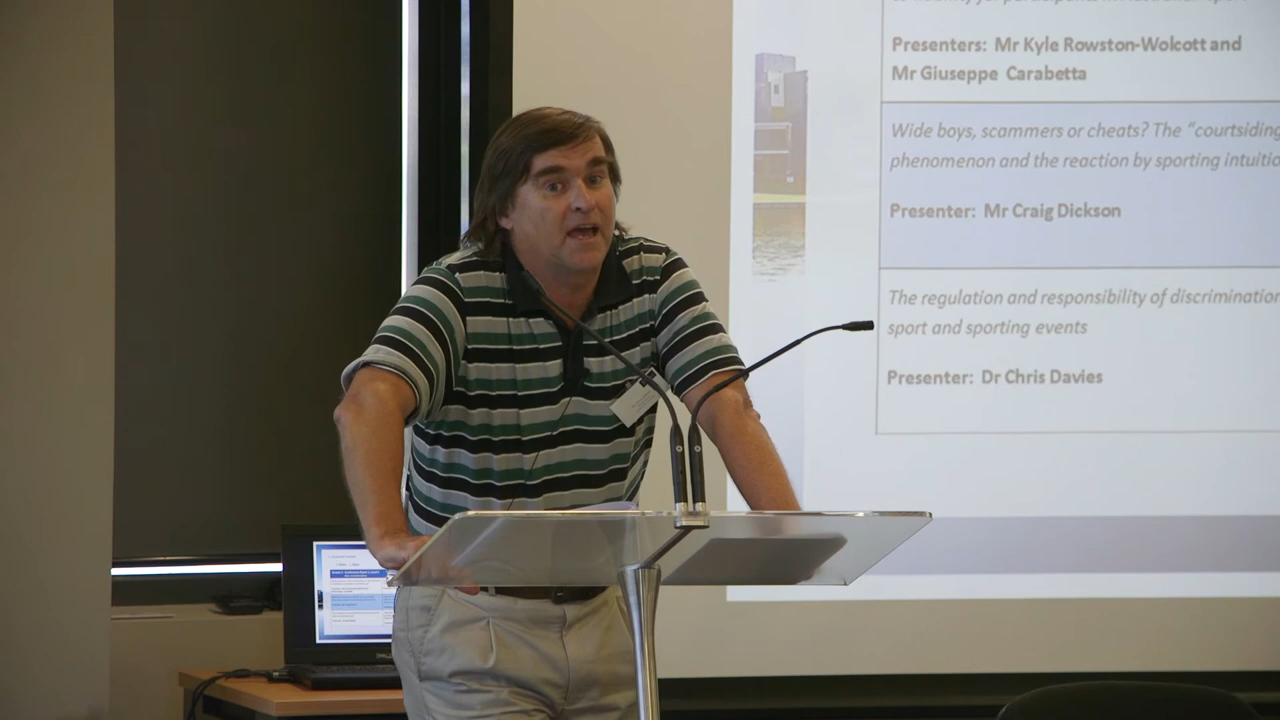 Presenters: Mr Kyle Rowston-Wolcott and
Mr Giuseppe Carabetta
Wide boys, scammers or cheats? The "courtsiding
phenomenon and the reaction by sporting intuitio
Presenter: Mr Craig Dickson
The regulation and responsibility of discrimination
sport and sporting events
Presenter: Dr Chris Davies